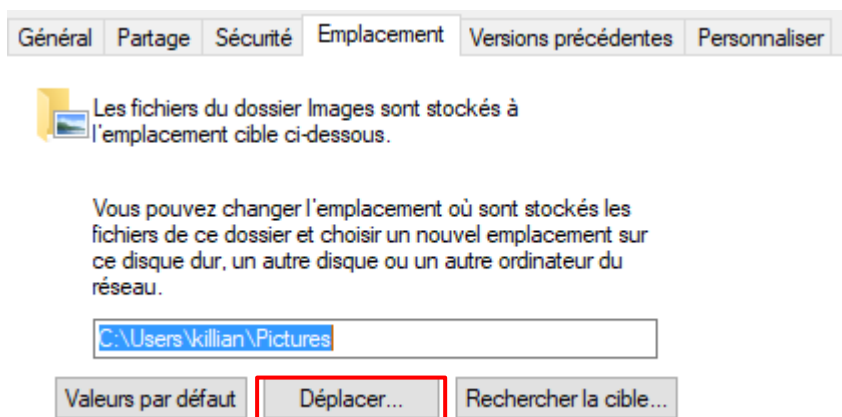 Général Partage Sécurité Emplacement Versions précédentes Personnaliser
Les fichiers du dossier Images sont stockés à
l'emplacement cible ci-dessous.
Vous pouvez changer l'emplacement où sont stockés les
fichiers de ce dossier et choisir un nouvel emplacement sur
ce disque dur, un autre disque ou un autre ordinateur du
réseau.
C:\Users\killian\Pictures
Valeurs par défaut Déplacer... Rechercher la cible...